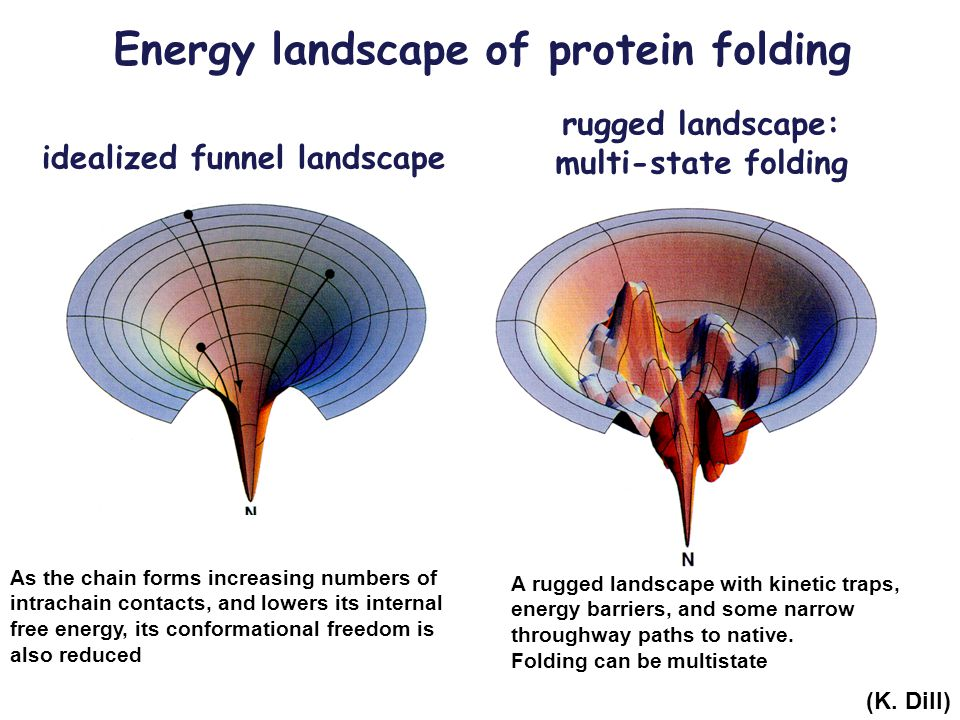 Energy landscape of protein folding
idealized funnel landscape
rugged landscape:
multi-state folding
N
N
As the chain forms increasing numbers of
intrachain contacts, and lowers its internal
free energy, its conformational freedom is
also reduced
A rugged landscape with kinetic traps,
energy barriers, and some narrow
throughway paths to native.
Folding can be multistate
(K. Dill)